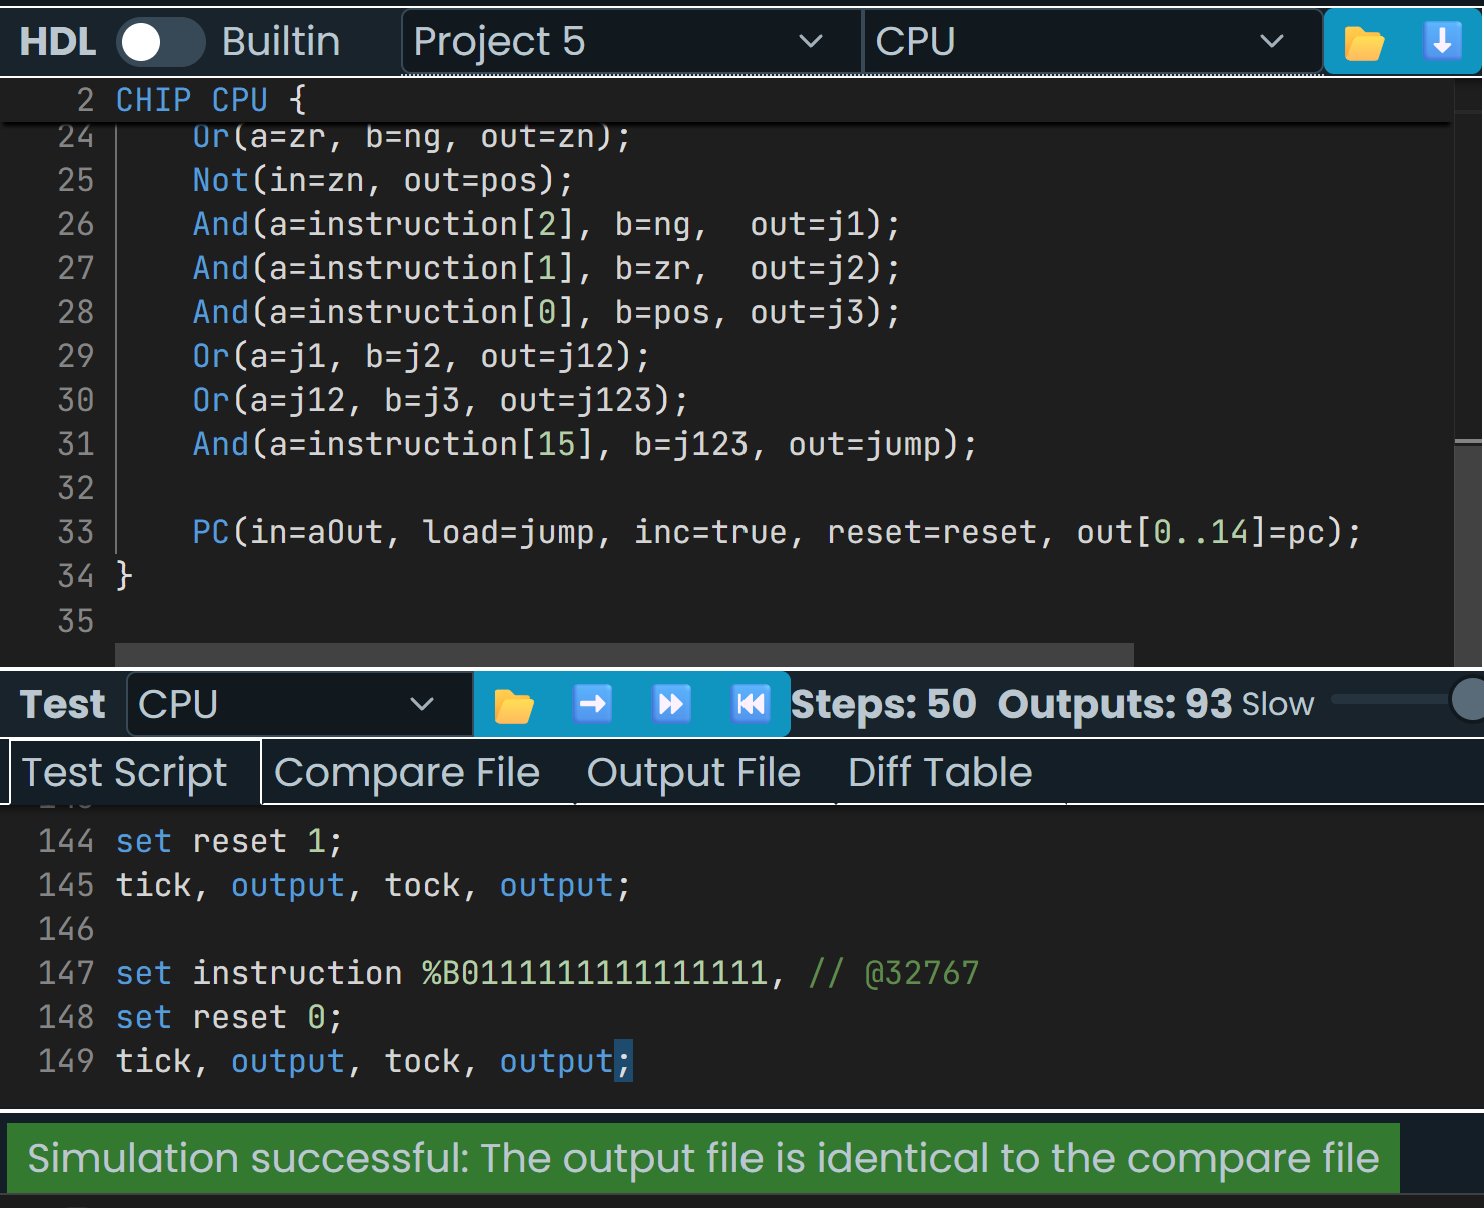 HDL Builtin Project 5 CPU
2 CHIP CPU {
24 Or(a=zr, b=ng, out=zn);
25 Not(in=zn, out=pos);
26 And(a=instruction[2], b=ng,  out=j1);
27 And(a=instruction[1], b=zr,  out=j2);
28 And(a=instruction[0], b=pos, out=j3);
29 Or(a=j1, b=j2, out=j12);
30 Or(a=j12, b=j3, out=j123);
31 And(a=instruction[15], b=j123, out=jump);
32
33 PC(in=aOut, load=jump, inc=true, reset=reset, out[0..14]=pc);
34 }
35
Test CPU Steps: 50 Outputs: 93 Slow
Test Script Compare File Output File Diff Table
144 set reset 1;
145 tick, output, tock, output;
146
147 set instruction %B0111111111111111, // @32767
148 set reset 0;
149 tick, output, tock, output;
Simulation successful: The output file is identical to the compare file